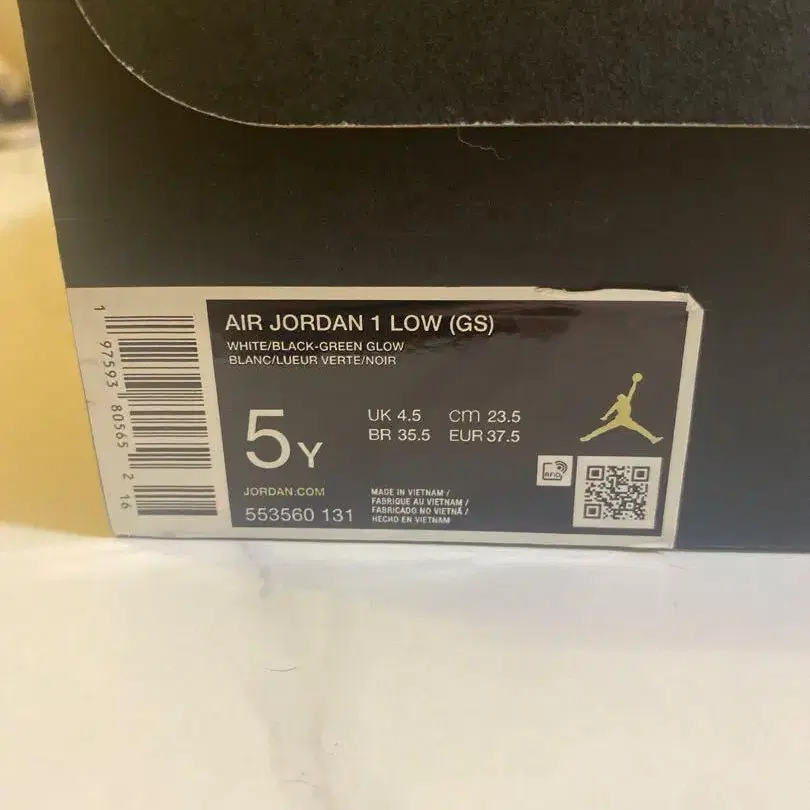 AIR JORDAN 1 LOW (GS)
WHITE/BLACK-GREEN GLOW
BLANC/LUEUR VERTE/NOIR
5Y
UK 4.5 cm 23.5
BR 35.5 EUR 37.5
RFID
JORDAN.COM
553560 131
MADE IN VIETNAM /
FABRIQUE AU VIETNAM /
FABRICADO NO VIETNÃ /
HECHO EN VIETNAM
1 97593 80565 2 16